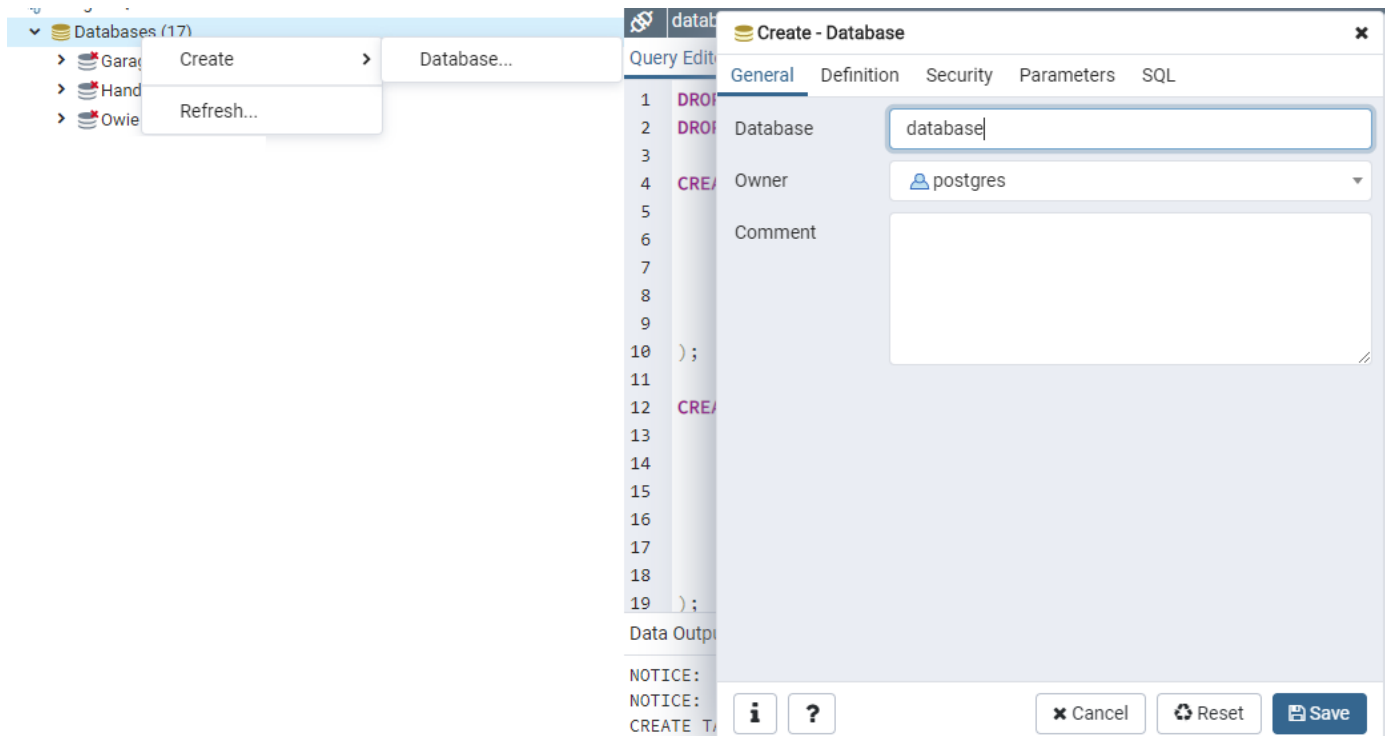 Databases (17)
Garag
Hand
Owie
Create
Refresh...
Database...
datab
Query Edit
1 DROP
2 DROP
3
4 CREA
5
6
7
8
9
10 );
11
12 CREA
13
14
15
16
17
18
19 );
Data Outpu
NOTICE:
NOTICE:
CREATE TA
Create - Database
General Definition Security Parameters SQL
Database database
Owner postgres
Comment
i ? Cancel Reset Save